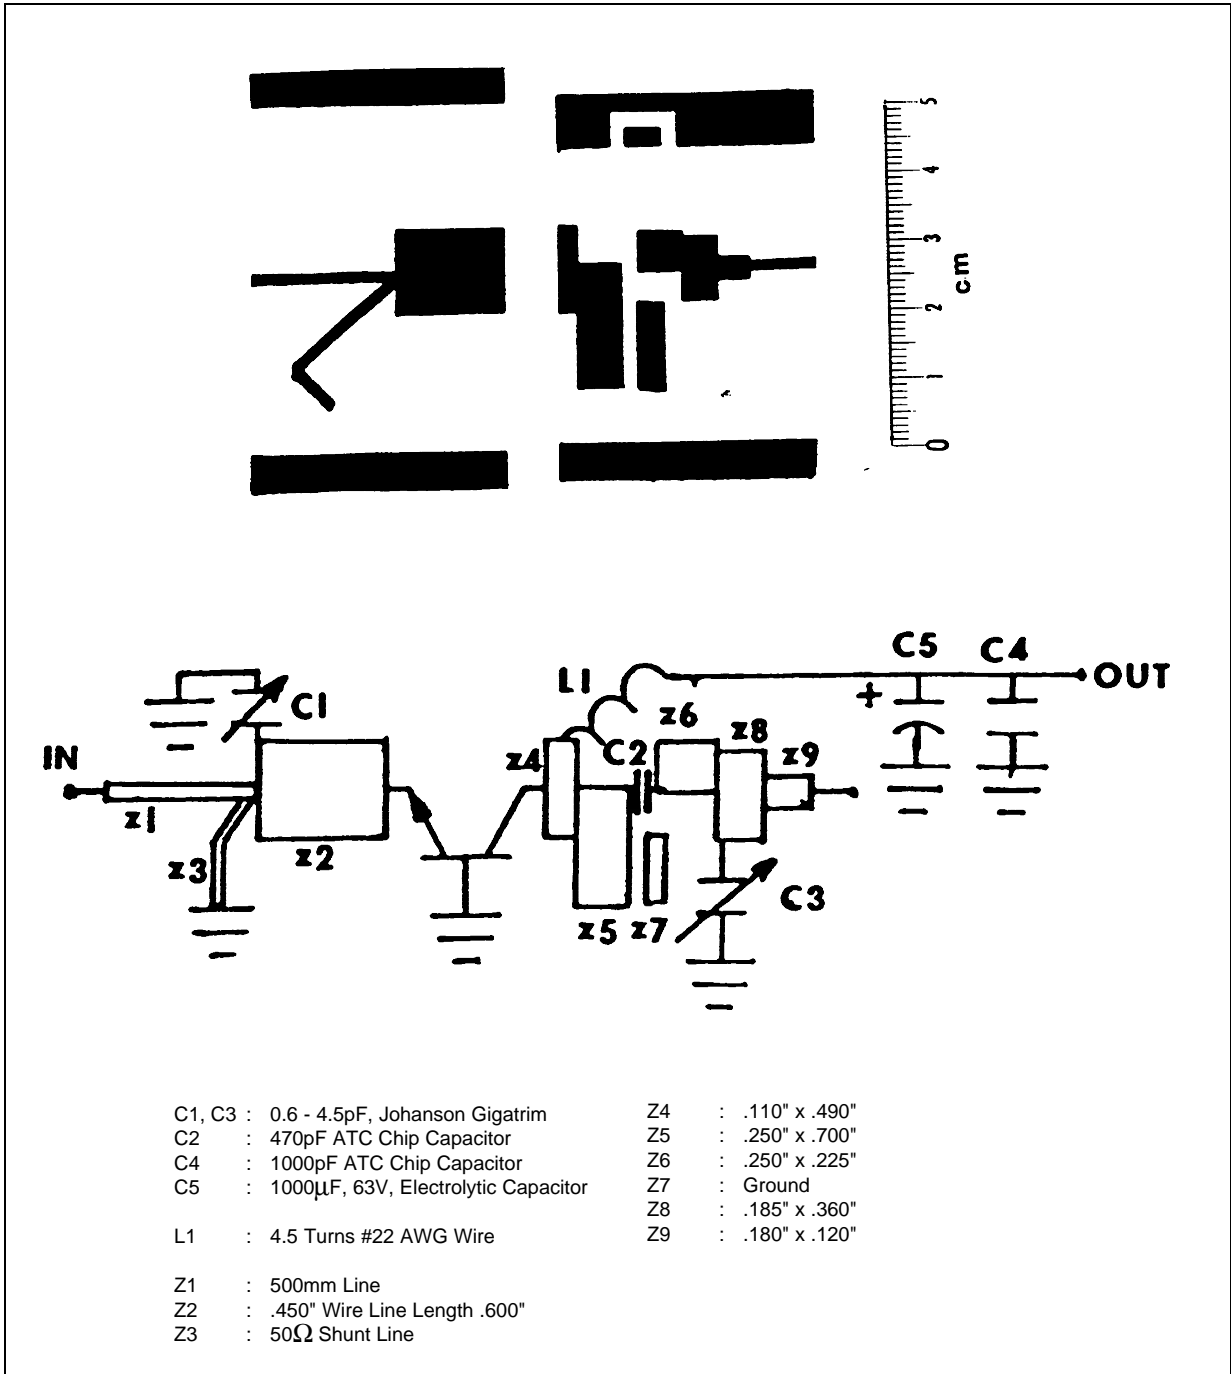 5
4
3
2
1
0
cm
C5 C4
OUT
+
L1
C1
z6
z8
z4
C2
z9
IN
z1
z2
z3
C3
z5 z7
C1, C3 : 0.6 - 4.5pF, Johanson Gigatrim
C2 : 470pF ATC Chip Capacitor
C4 : 1000pF ATC Chip Capacitor
C5 : 1000µF, 63V, Electrolytic Capacitor
L1 : 4.5 Turns #22 AWG Wire
Z1 : 500mm Line
Z2 : .450" Wire Line Length .600"
Z3 : 50Ω Shunt Line
Z4 : .110" x .490"
Z5 : .250" x .700"
Z6 : .250" x .225"
Z7 : Ground
Z8 : .185" x .360"
Z9 : .180" x .120"